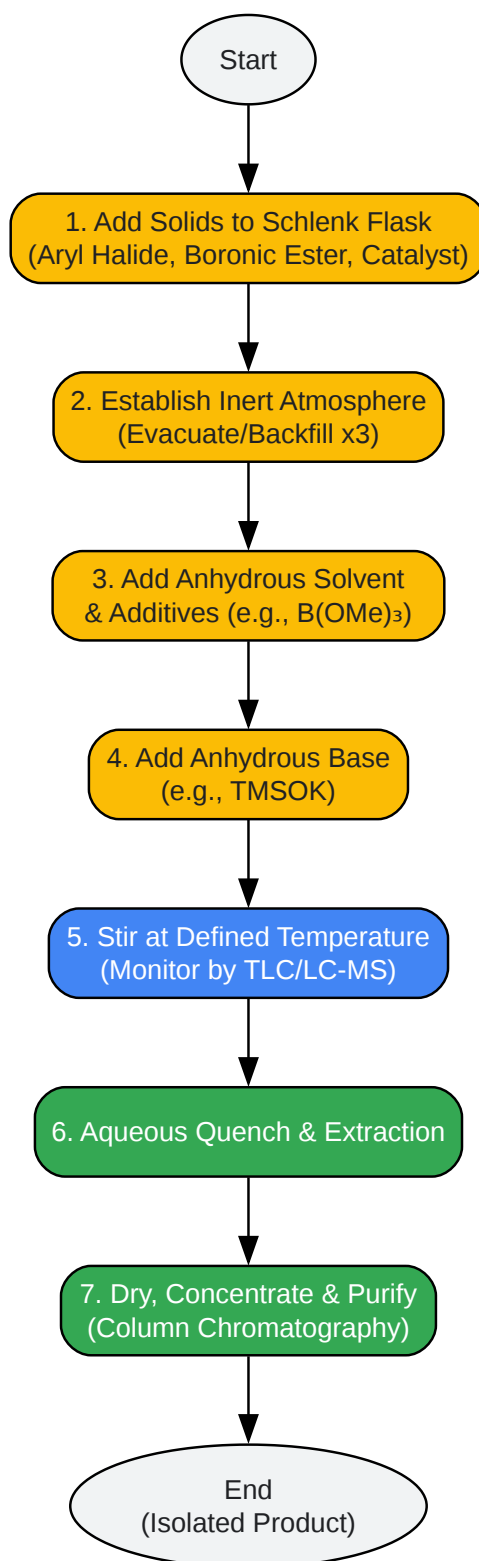 Start
1. Add Solids to Schlenk Flask
(Aryl Halide, Boronic Ester, Catalyst)
2. Establish Inert Atmosphere
(Evacuate/Backfill x3)
3. Add Anhydrous Solvent
& Additives (e.g., B(OMe)₃)
4. Add Anhydrous Base
(e.g., TMSOK)
5. Stir at Defined Temperature
(Monitor by TLC/LC-MS)
6. Aqueous Quench & Extraction
7. Dry, Concentrate & Purify
(Column Chromatography)
End
(Isolated Product)